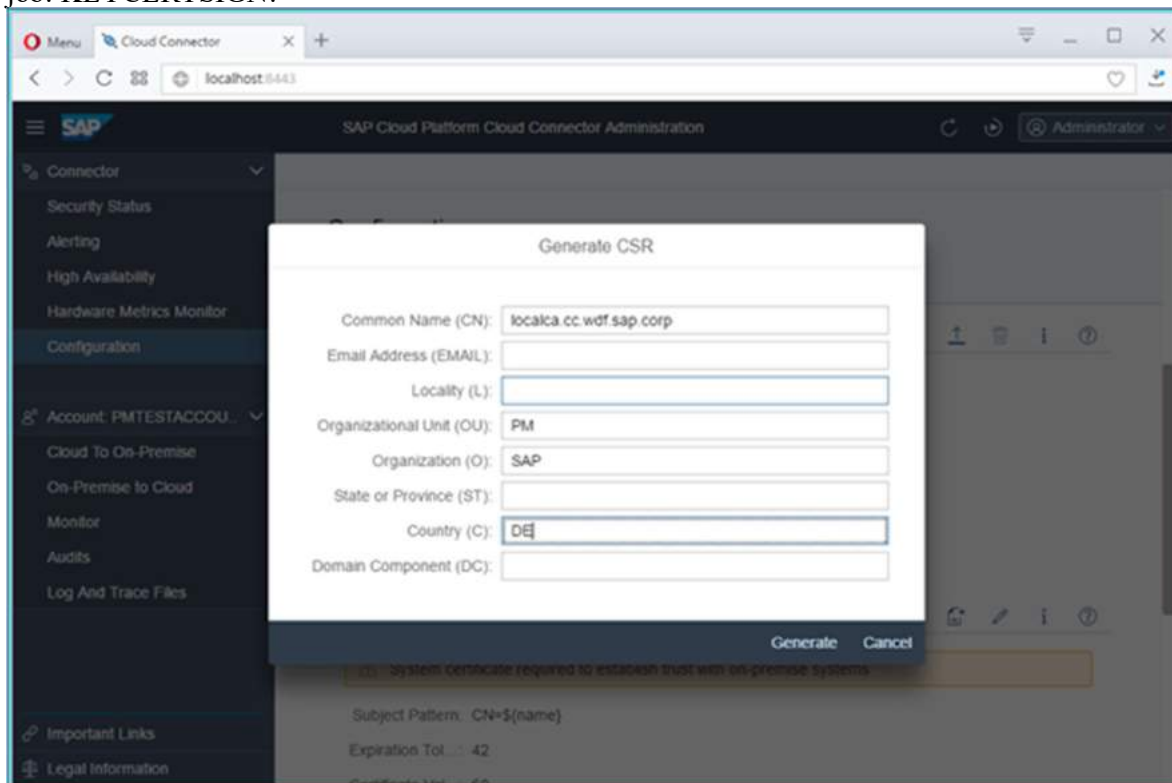 job: KEYCERTSIGN.
Menu Cloud Connector
localhost:8443
SAP SAP Cloud Platform Cloud Connector Administration Administrator
Connector
Security Status
Alerting
High Availability
Hardware Metrics Monitor
Configuration
Account: PMTESTACCOU...
Cloud To On-Premise
On-Premise to Cloud
Monitor
Audits
Log And Trace Files
Important Links
Legal Information
Generate CSR
Common Name (CN): localca.cc.wdf.sap.corp
Email Address (EMAIL):
Locality (L):
Organizational Unit (OU): PM
Organization (O): SAP
State or Province (ST):
Country (C): DE
Domain Component (DC):
Generate Cancel
System certificate required to establish trust with on-premise systems
Subject Pattern: CN=${name}
Expiration Tol...: 42